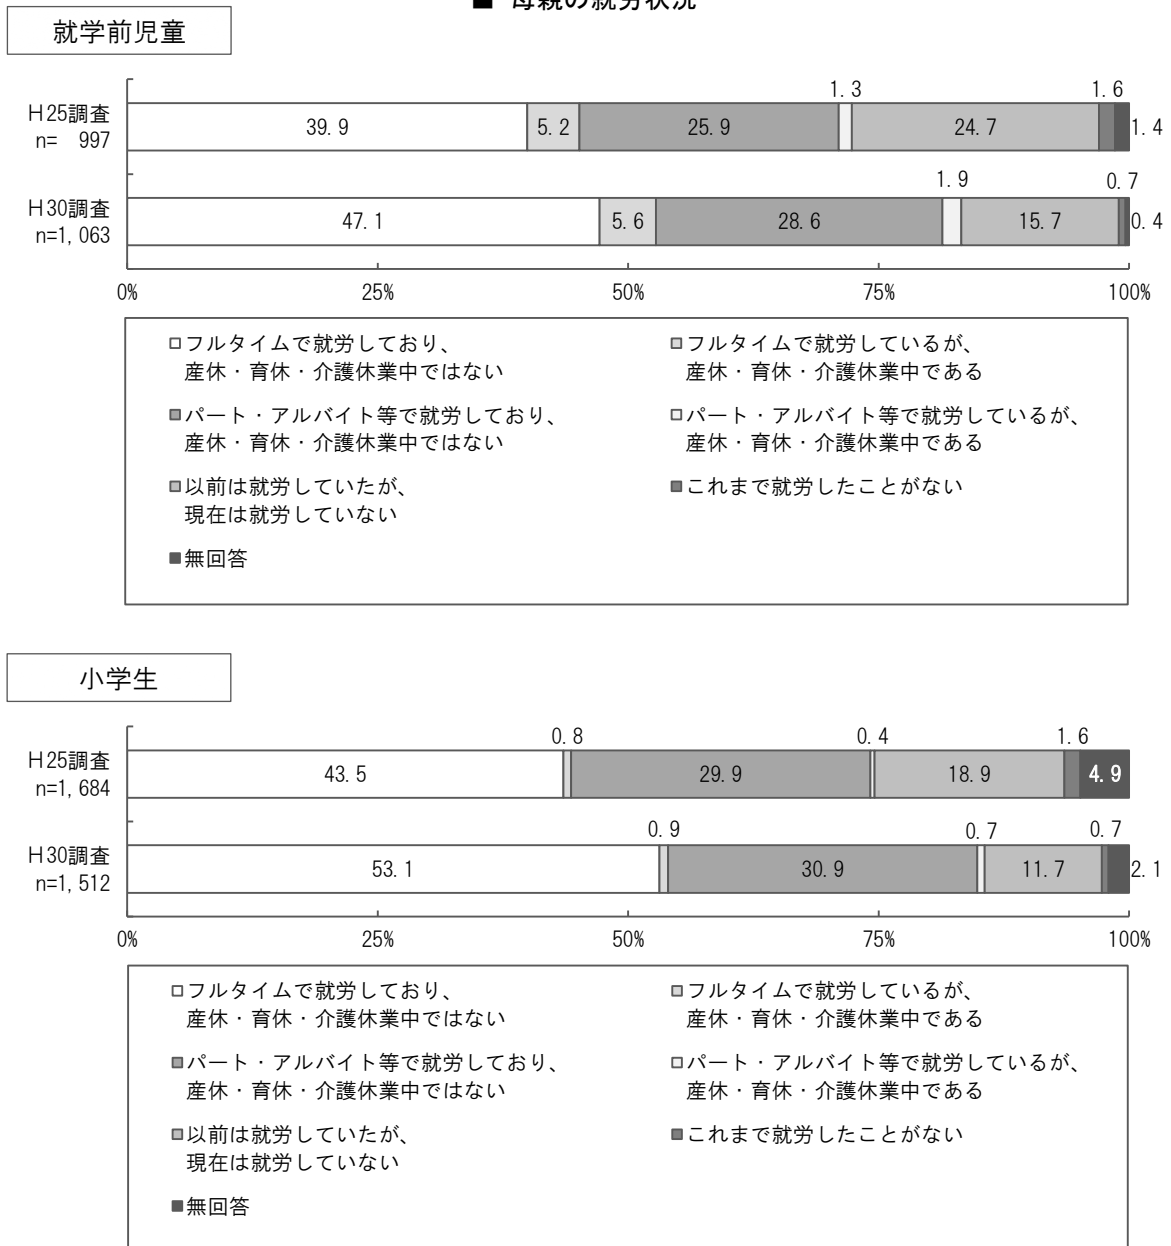 ■ 母親の就労状況
就学前児童
H25調査
n= 997
39.9 5.2 25.9 1.3 24.7 1.6 1.4
H30調査
n=1,063
47.1 5.6 28.6 1.9 15.7 0.7 0.4
0% 25% 50% 75% 100%
□フルタイムで就労しており、
産休・育休・介護休業中ではない
□フルタイムで就労しているが、
産休・育休・介護休業中である
■パート・アルバイト等で就労しており、
産休・育休・介護休業中ではない
□パート・アルバイト等で就労しているが、
産休・育休・介護休業中である
■以前は就労していたが、
現在は就労していない
■これまで就労したことがない
■無回答
小学生
H25調査
n=1,684
43.5 0.8 29.9 0.4 18.9 1.6 4.9
H30調査
n=1,512
53.1 0.9 30.9 0.7 11.7 0.7 2.1
0% 25% 50% 75% 100%
□フルタイムで就労しており、
産休・育休・介護休業中ではない
□フルタイムで就労しているが、
産休・育休・介護休業中である
■パート・アルバイト等で就労しており、
産休・育休・介護休業中ではない
□パート・アルバイト等で就労しているが、
産休・育休・介護休業中である
■以前は就労していたが、
現在は就労していない
■これまで就労したことがない
■無回答